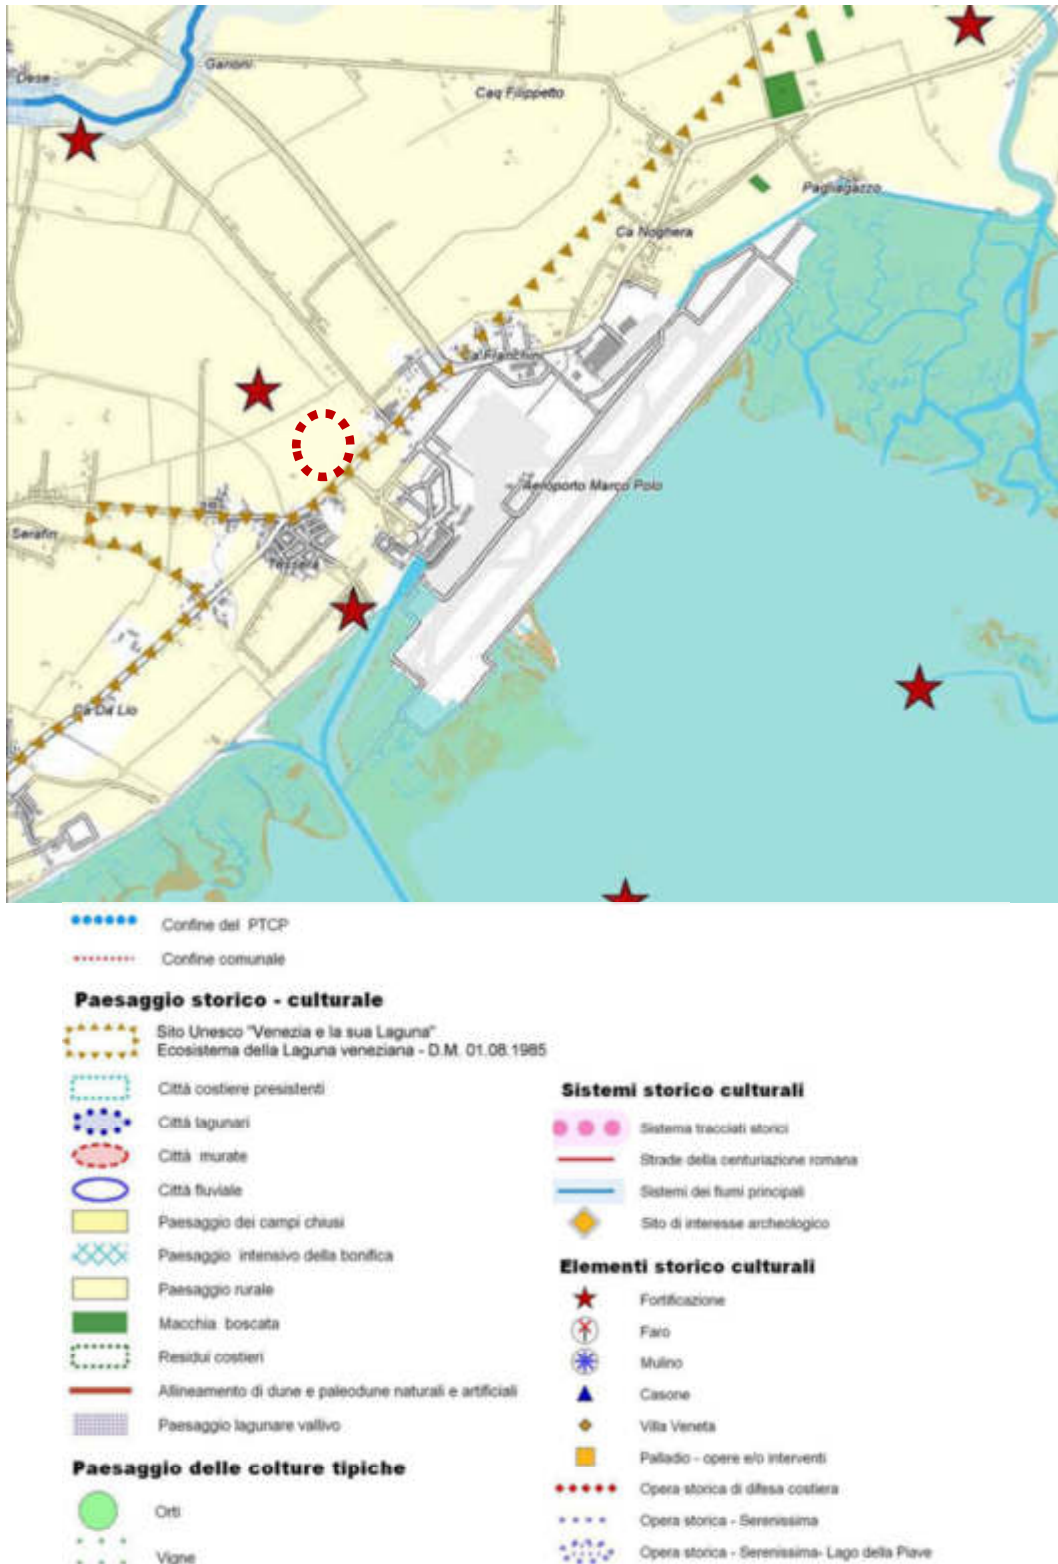 Dese
Ganoni
Caq Filippetto
Pagliagazzo
Ca Noghera
Ca Franchini
Aeroporto Marco Polo
Serafin
Tessera
Ca Da Lio
Confine del PTCP
Confine comunale
Paesaggio storico - culturale
Sito Unesco "Venezia e la sua Laguna"
Ecosistema della Laguna veneziana - D.M. 01.08.1985
Città costiere presistenti
Città lagunari
Città murate
Città fluviale
Paesaggio dei campi chiusi
Paesaggio intensivo della bonifica
Paesaggio rurale
Macchia boscata
Residui costieri
Allineamento di dune e paleodune naturali e artificiali
Paesaggio lagunare vallivo
Paesaggio delle colture tipiche
Orti
Vigne
Sistemi storico culturali
Sistema tracciati storici
Strade della centuriazione romana
Sistemi dei fiumi principali
Sito di interesse archeologico
Elementi storico culturali
Fortificazione
Faro
Mulino
Casone
Villa Veneta
Palladio - opere e/o interventi
Opera storica di difesa costiera
Opera storica - Serenissima
Opera storica - Serenissima- Lago della Piave